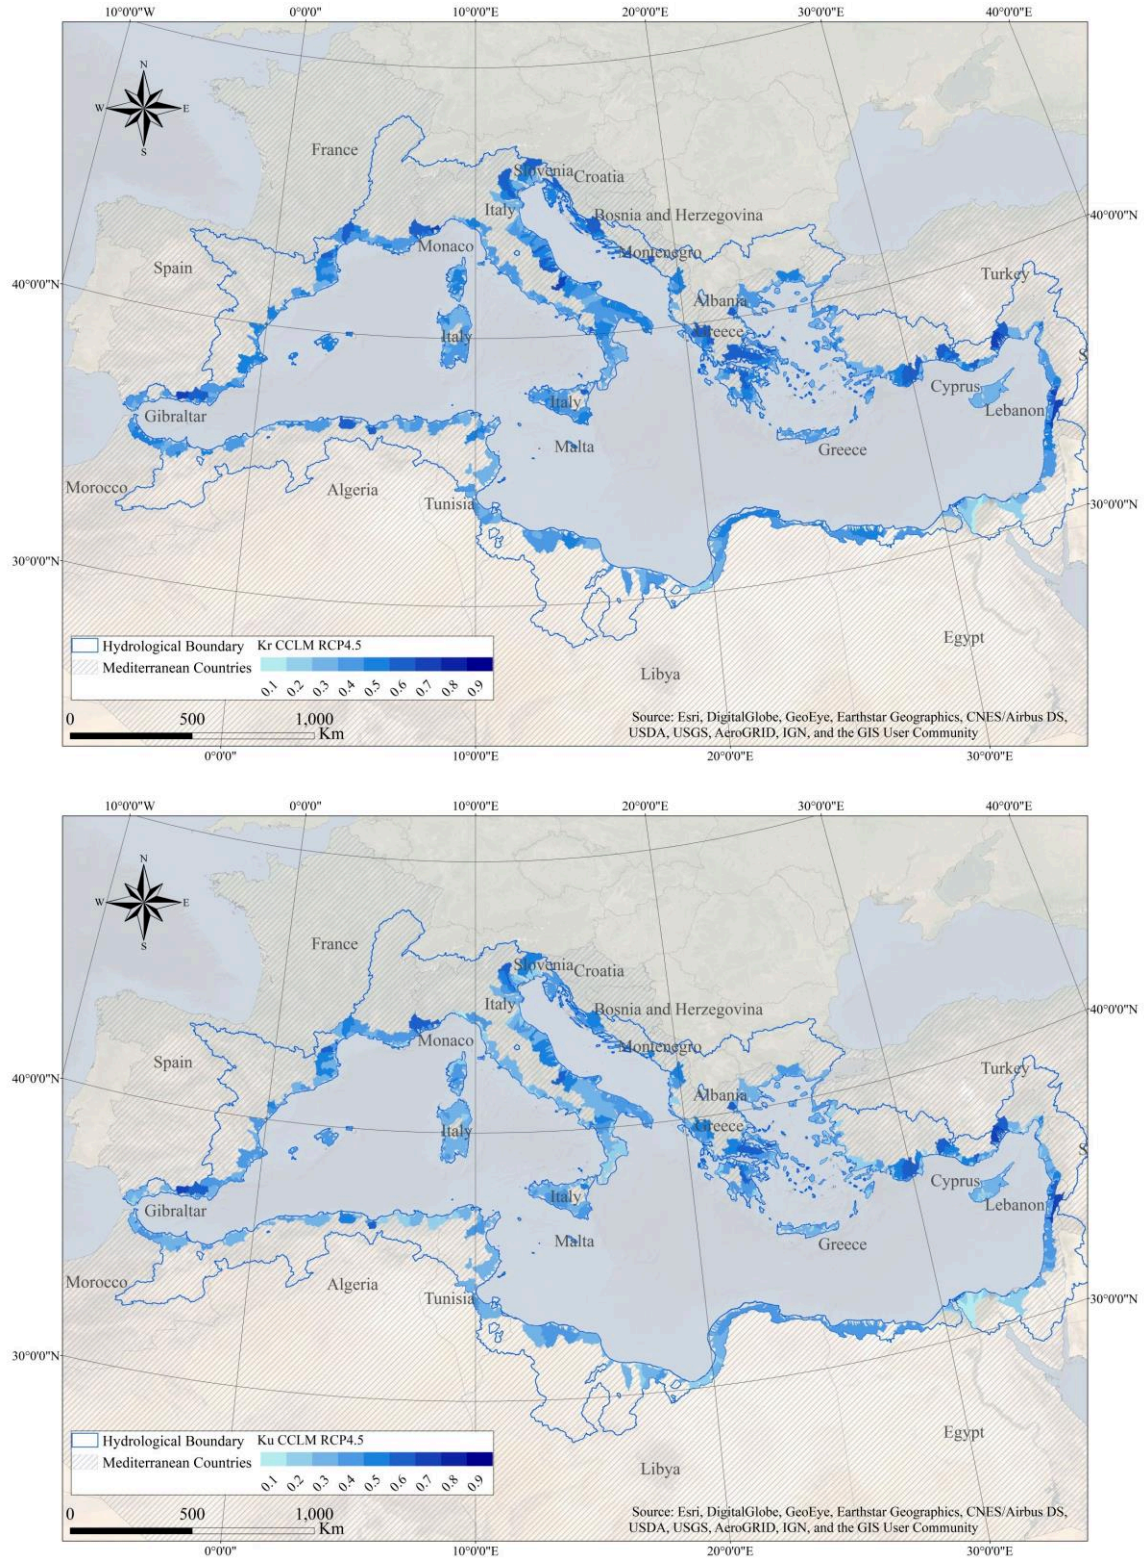 10°0'0"W 0°0'0" 10°0'0"E 20°0'0"E 30°0'0"E 40°0'0"E
N
W E
S
France
Slovenia
Croatia
Italy
Bosnia and Herzegovina
40°0'0"N
Monaco
Montenegro
Spain
Turkey
40°0'0"N
Albania
Greece
Italy
S
Cyprus
Italy
Lebanon
Gibraltar
Malta
Greece
Morocco
Algeria
Tunisia
30°0'0"N
30°0'0"N
Egypt
Hydrological Boundary Kr CCLM RCP4.5
Mediterranean Countries
0.1 0.2 0.3 0.4 0.5 0.6 0.7 0.8 0.9
Libya
0 500 1,000
Km
Source: Esri, DigitalGlobe, GeoEye, Earthstar Geographics, CNES/Airbus DS,
USDA, USGS, AeroGRID, IGN, and the GIS User Community
0°0'0" 10°0'0"E 20°0'0"E 30°0'0"E
10°0'0"W 0°0'0" 10°0'0"E 20°0'0"E 30°0'0"E 40°0'0"E
N
W E
S
France
Slovenia
Croatia
Italy
Bosnia and Herzegovina
40°0'0"N
Monaco
Montenegro
Spain
Turkey
40°0'0"N
Albania
Greece
Italy
S
Cyprus
Italy
Lebanon
Gibraltar
Malta
Greece
Morocco
Algeria
Tunisia
30°0'0"N
30°0'0"N
Egypt
Hydrological Boundary Ku CCLM RCP4.5
Mediterranean Countries
0.1 0.2 0.3 0.4 0.5 0.6 0.7 0.8 0.9
Libya
0 500 1,000
Km
Source: Esri, DigitalGlobe, GeoEye, Earthstar Geographics, CNES/Airbus DS,
USDA, USGS, AeroGRID, IGN, and the GIS User Community
0°0'0" 10°0'0"E 20°0'0"E 30°0'0"E